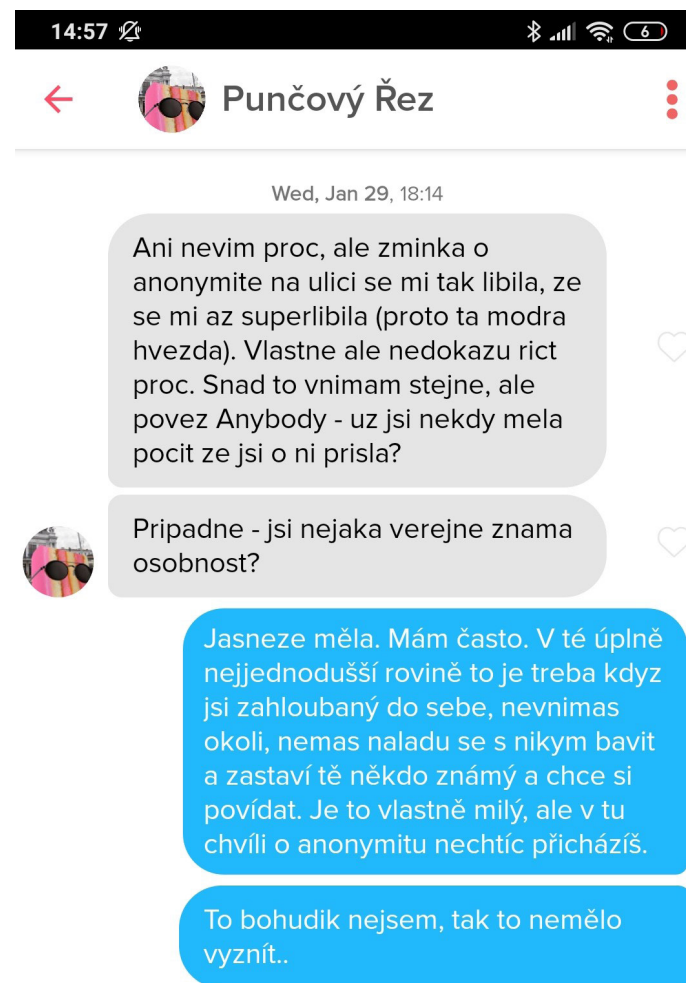 14:57
6
Punčový Řez
Wed, Jan 29, 18:14
Ani nevim proc, ale zminka o
anonymite na ulici se mi tak libila, ze
se mi az superlibila (proto ta modra
hvezda). Vlastne ale nedokazu rict
proc. Snad to vnimam stejne, ale
povez Anybody - uz jsi nekdy mela
pocit ze jsi o ni prisla?
Pripadne - jsi nejaka verejne znama
osobnost?
Jasneze měla. Mám často. V té úplně
nejjednodušší rovině to je treba kdyz
jsi zahloubaný do sebe, nevnimas
okoli, nemas naladu se s nikym bavit
a zastaví tě někdo známý a chce si
povídat. Je to vlastně milý, ale v tu
chvíli o anonymitu nechtíc přicházíš.
To bohudik nejsem, tak to nemělo
vyznít..